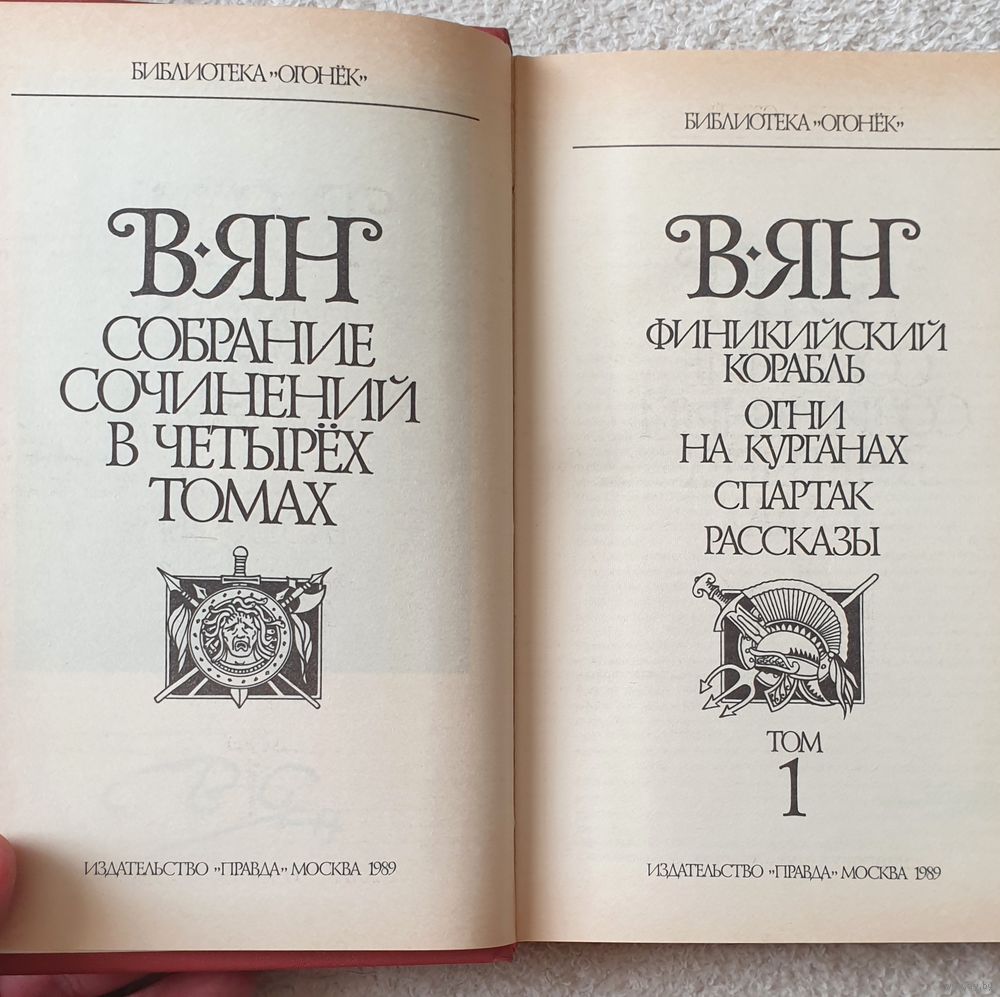 БИБЛИОТЕКА „ОГОНЁК”
В·ЯН
СОБРАНИЕ
СОЧИНЕНИЙ
В ЧЕТЫРЁХ
ТОМАХ
ИЗДАТЕЛЬСТВО „ПРАВДА” МОСКВА 1989
БИБЛИОТЕКА „ОГОНЁК”
В·ЯН
ФИНИКИЙСКИЙ
КОРАБЛЬ
ОГНИ
НА КУРГАНАХ
СПАРТАК
РАССКАЗЫ
ТОМ
1
ИЗДАТЕЛЬСТВО „ПРАВДА” МОСКВА 1989